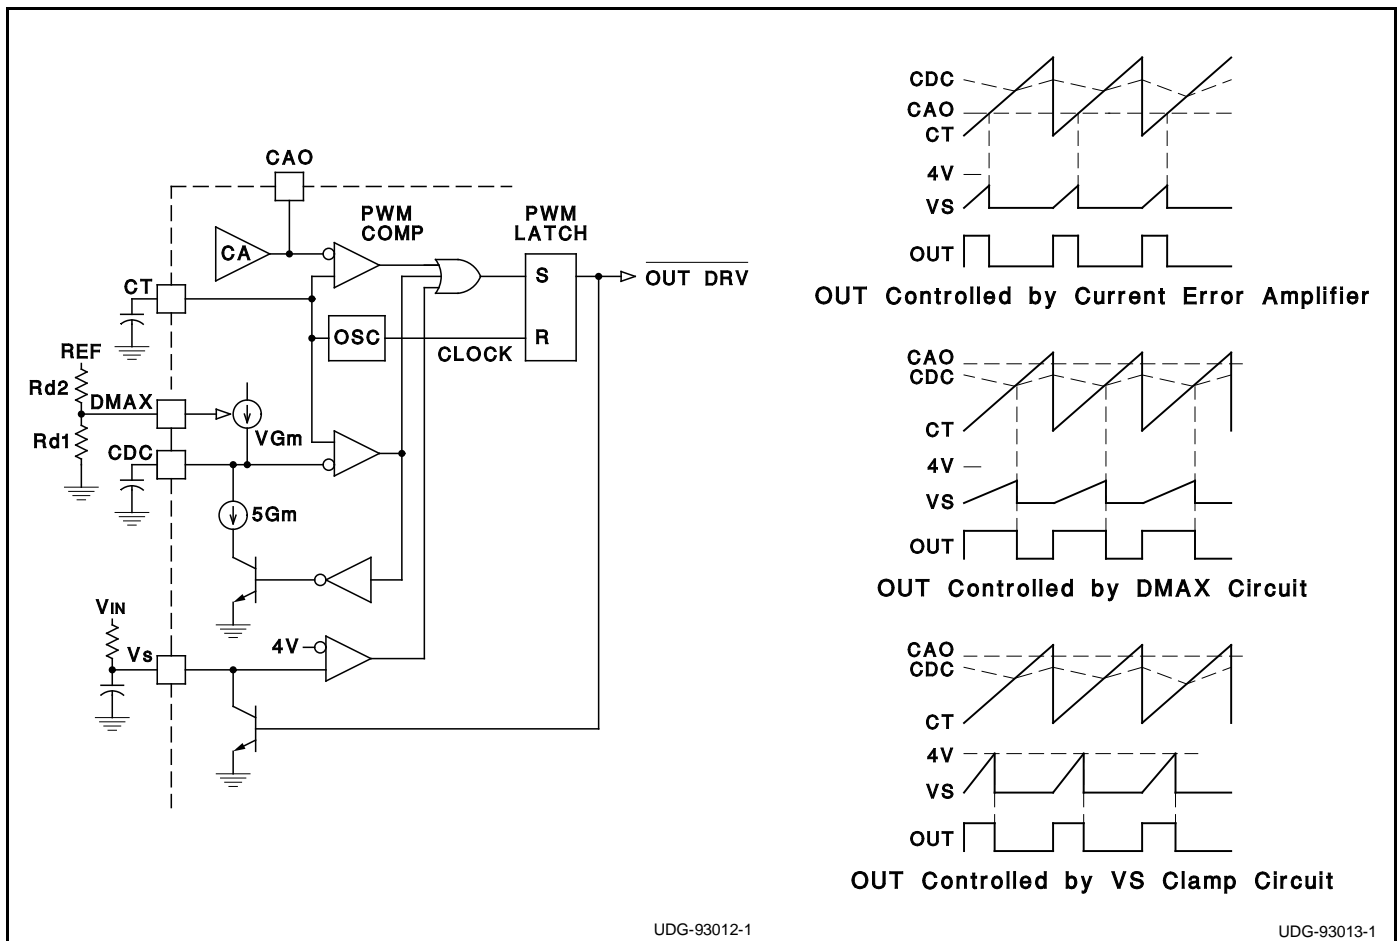 CAO
PWM
COMP
PWM
LATCH
CA
CT
S
OUT DRV
OSC
R
CLOCK
REF
Rd2
DMAX
Rd1
VGm
CDC
5Gm
VIN
4V
Vs
UDG-93012-1
CDC
CAO
CT
4V
VS
OUT
OUT Controlled by Current Error Amplifier
CAO
CDC
CT
4V
VS
OUT
OUT Controlled by DMAX Circuit
CAO
CDC
CT
4V
VS
OUT
OUT Controlled by VS Clamp Circuit
UDG-93013-1